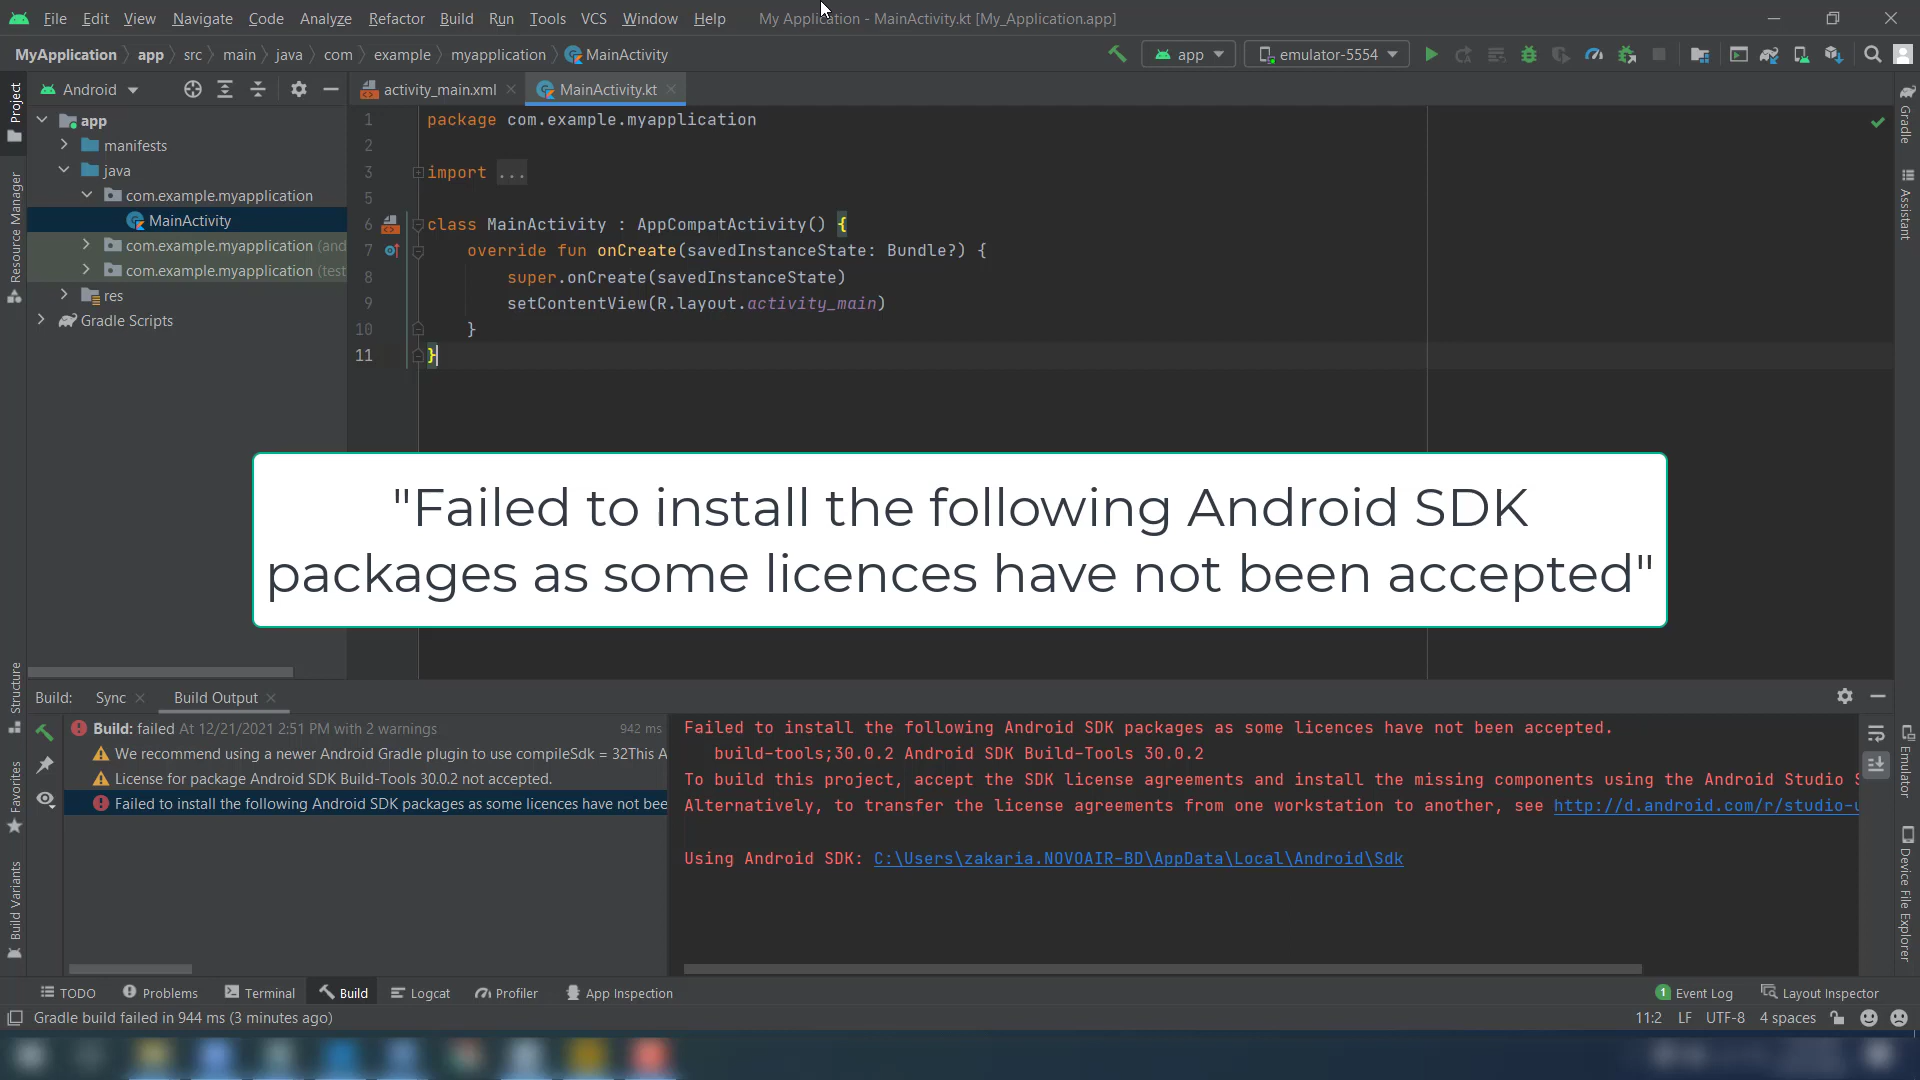 File Edit View Navigate Code Analyze Refactor Build Run Tools VCS Window Help My Application - MainActivity.kt [My_Application.app]
MyApplication app src main java com example myapplication MainActivity app emulator-5554
Project
Android
activity_main.xml MainActivity.kt
Gradle
app
manifests
java
com.example.myapplication
MainActivity
com.example.myapplication (and
com.example.myapplication (test
res
Gradle Scripts
Resource Manager
1 package com.example.myapplication
2
3 import ...
5
6 class MainActivity : AppCompatActivity() {
7 override fun onCreate(savedInstanceState: Bundle?) {
8 super.onCreate(savedInstanceState)
9 setContentView(R.layout.activity_main)
10 }
11 }
Assistant
"Failed to install the following Android SDK
packages as some licences have not been accepted"
Structure
Favorites
Build Variants
Build: Sync Build Output
Build: failed At 12/21/2021 2:51 PM with 2 warnings 942 ms
We recommend using a newer Android Gradle plugin to use compileSdk = 32This A
License for package Android SDK Build-Tools 30.0.2 not accepted.
Failed to install the following Android SDK packages as some licences have not bee
Failed to install the following Android SDK packages as some licences have not been accepted.
build-tools;30.0.2 Android SDK Build-Tools 30.0.2
To build this project, accept the SDK license agreements and install the missing components using the Android Studio S
Alternatively, to transfer the license agreements from one workstation to another, see http://d.android.com/r/studio-u
Using Android SDK: C:\Users\zakaria.NOVOAIR-BD\AppData\Local\Android\Sdk
Emulator
Device File Explorer
TODO Problems Terminal Build Logcat Profiler App Inspection 1 Event Log Layout Inspector
Gradle build failed in 944 ms (3 minutes ago) 11:2 LF UTF-8 4 spaces